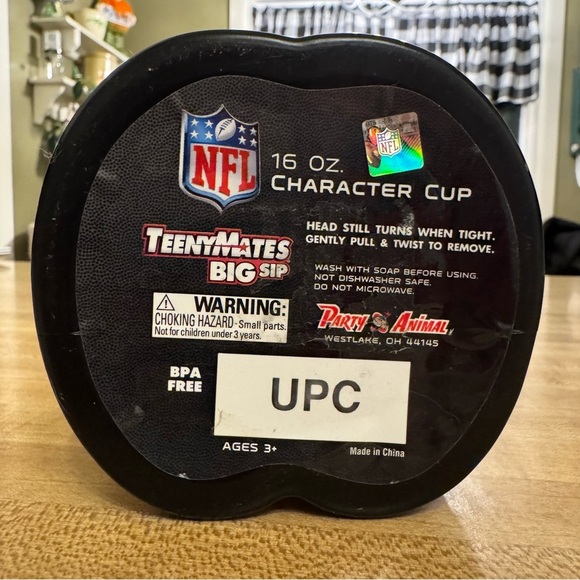 NFL
NFL
16 OZ.
CHARACTER CUP
TEENYMATES
BIG SIP
HEAD STILL TURNS WHEN TIGHT.
GENTLY PULL & TWIST TO REMOVE.
WASH WITH SOAP BEFORE USING.
NOT DISHWASHER SAFE.
DO NOT MICROWAVE.
WARNING:
CHOKING HAZARD-Small parts.
Not for children under 3 years.
PARTY ANIMAL
WESTLAKE, OH 44145
BPA
FREE
UPC
AGES 3+
Made in China